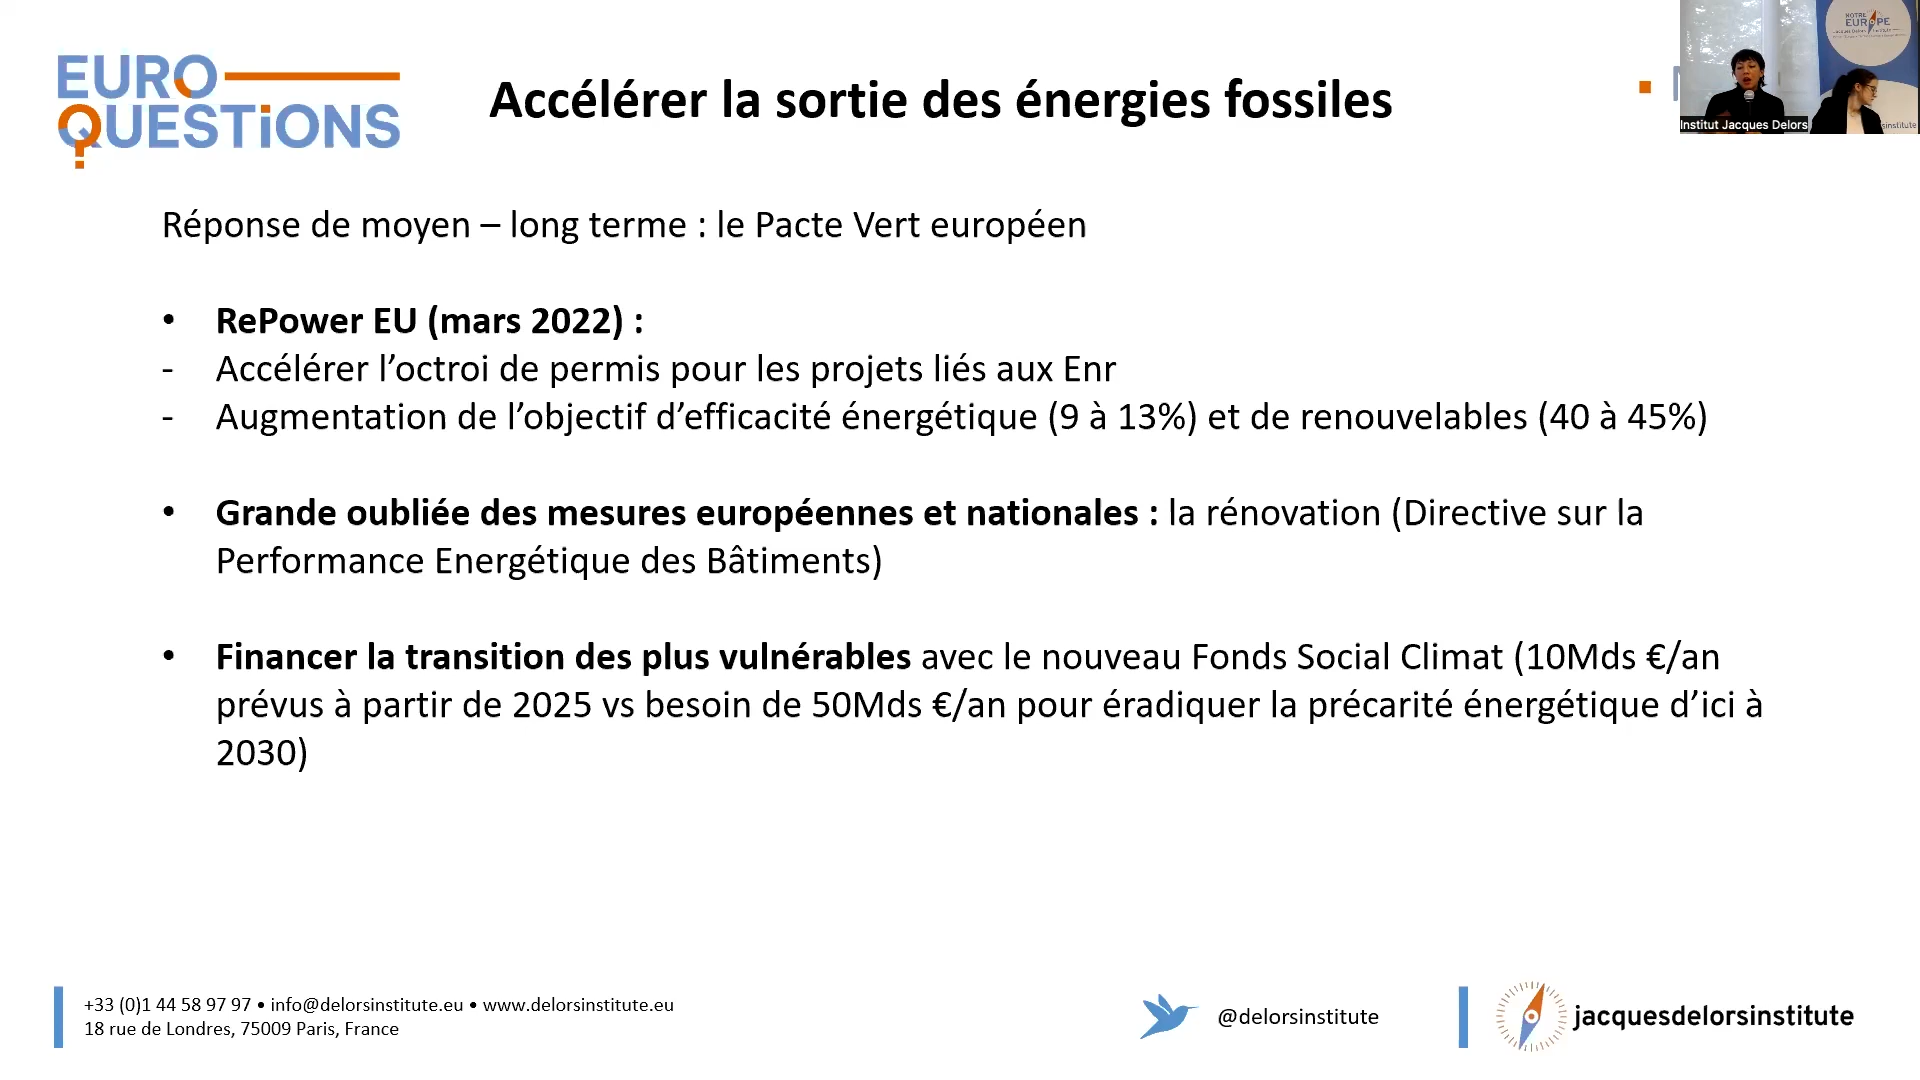 EURO
QUESTIONS
?
Accélérer la sortie des énergies fossiles
NOTRE
EUROPE
Jacques Delors Institute
Institut Jacques Delors
Réponse de moyen – long terme : le Pacte Vert européen
• RePower EU (mars 2022) :
- Accélérer l’octroi de permis pour les projets liés aux Enr
- Augmentation de l’objectif d’efficacité énergétique (9 à 13%) et de renouvelables (40 à 45%)
• Grande oubliée des mesures européennes et nationales : la rénovation (Directive sur la
Performance Energétique des Bâtiments)
• Financer la transition des plus vulnérables avec le nouveau Fonds Social Climat (10Mds €/an
prévus à partir de 2025 vs besoin de 50Mds €/an pour éradiquer la précarité énergétique d’ici à
2030)
+33 (0)1 44 58 97 97 • info@delorsinstitute.eu • www.delorsinstitute.eu
18 rue de Londres, 75009 Paris, France
@delorsinstitute
jacquesdelorsinstitute